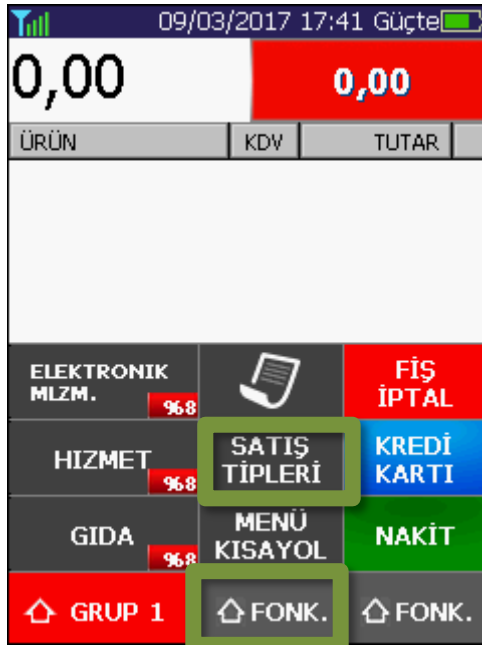 09/03/2017 17:41 Güçte
0,00
0,00
ÜRÜN KDV TUTAR
ELEKTRONIK
MLZM.
%8
FİŞ
İPTAL
HIZMET
%8
SATIŞ
TİPLERİ
KREDİ
KARTI
GIDA
%8
MENÜ
KISAYOL
NAKİT
GRUP 1
FONK.
FONK.